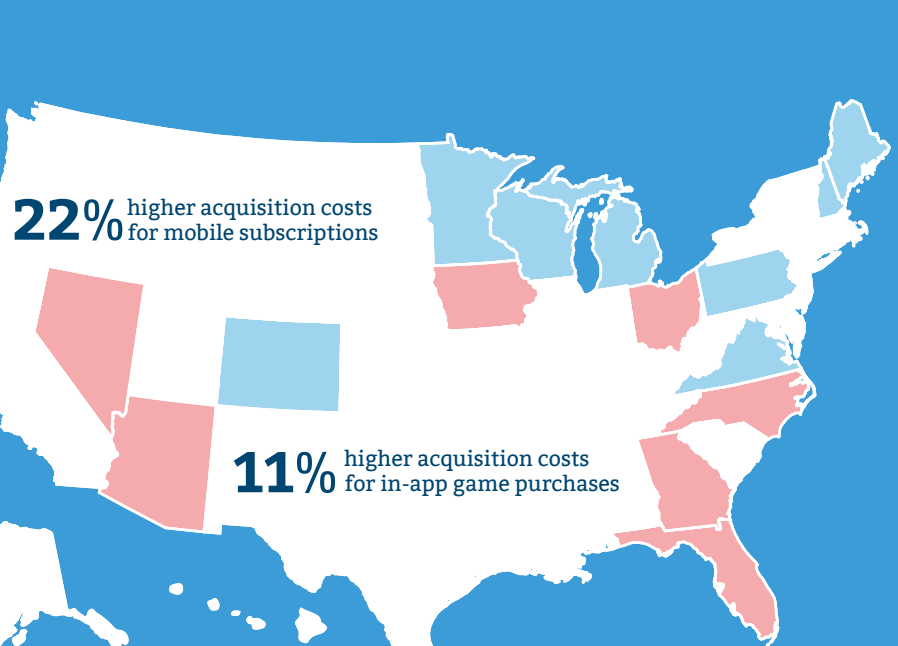 22% higher acquisition costs
for mobile subscriptions
11% higher acquisition costs
for in-app game purchases